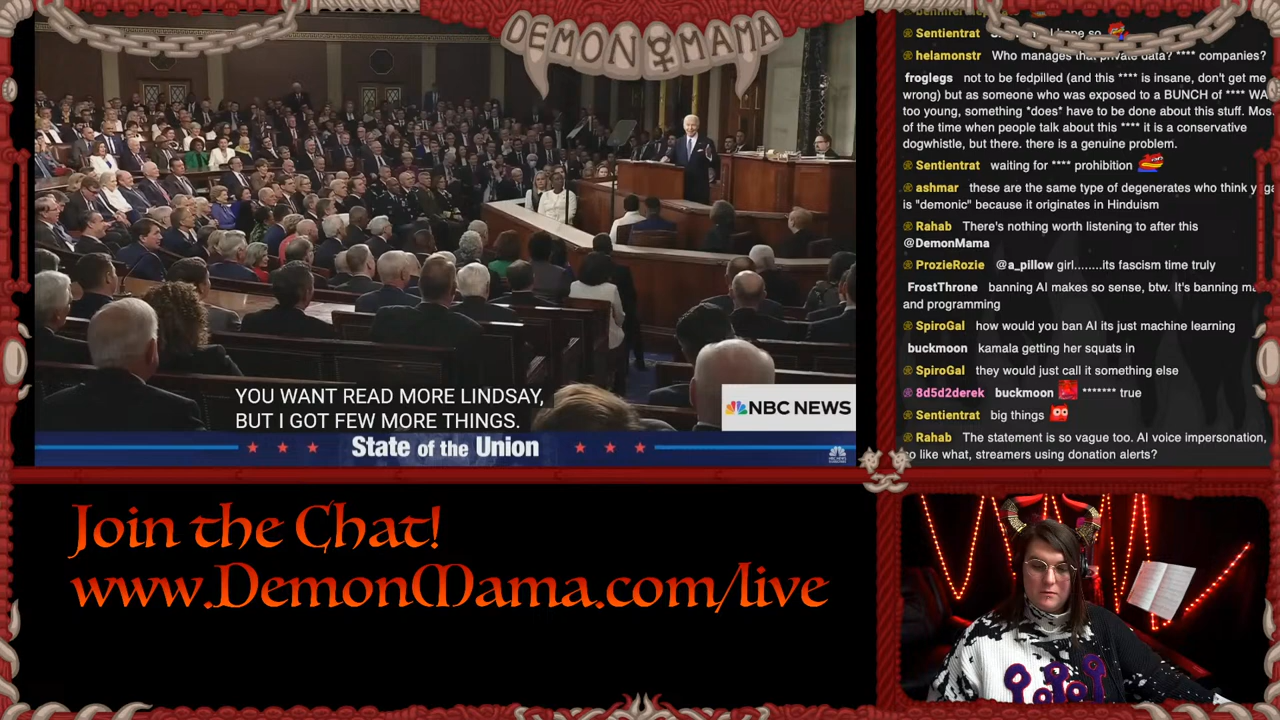 DEMON MAMA
Sentientrat
hope so
helamonstr Who manages that private data? **** companies?
froglegs not to be fedpilled (and this **** is insane, don't get me
wrong) but as someone who was exposed to a BUNCH of **** WA
too young, something *does* have to be done about this stuff. Mos
of the time when people talk about this **** it is a conservative
dogwhistle, but there. there is a genuine problem.
Sentientrat waiting for **** prohibition
ashmar these are the same type of degenerates who think
is "demonic" because it originates in Hinduism
Rahab There's nothing worth listening to after this
@DemonMama
ProzieRozie @a_pillow girl........its fascism time truly
FrostThrone banning AI makes so sense, btw. It's banning
and programming
SpiroGal how would you ban AI its just machine learning
buckmoon kamala getting her squats in
SpiroGal they would just call it something else
8d5d2derek buckmoon ******* true
Sentientrat big things
Rahab The statement is so vague too. AI voice impersonation,
so like what, streamers using donation alerts?
YOU WANT READ MORE LINDSAY,
BUT I GOT FEW MORE THINGS.
NBC NEWS
State of the Union
Join the Chat!
www.DemonMama.com/live